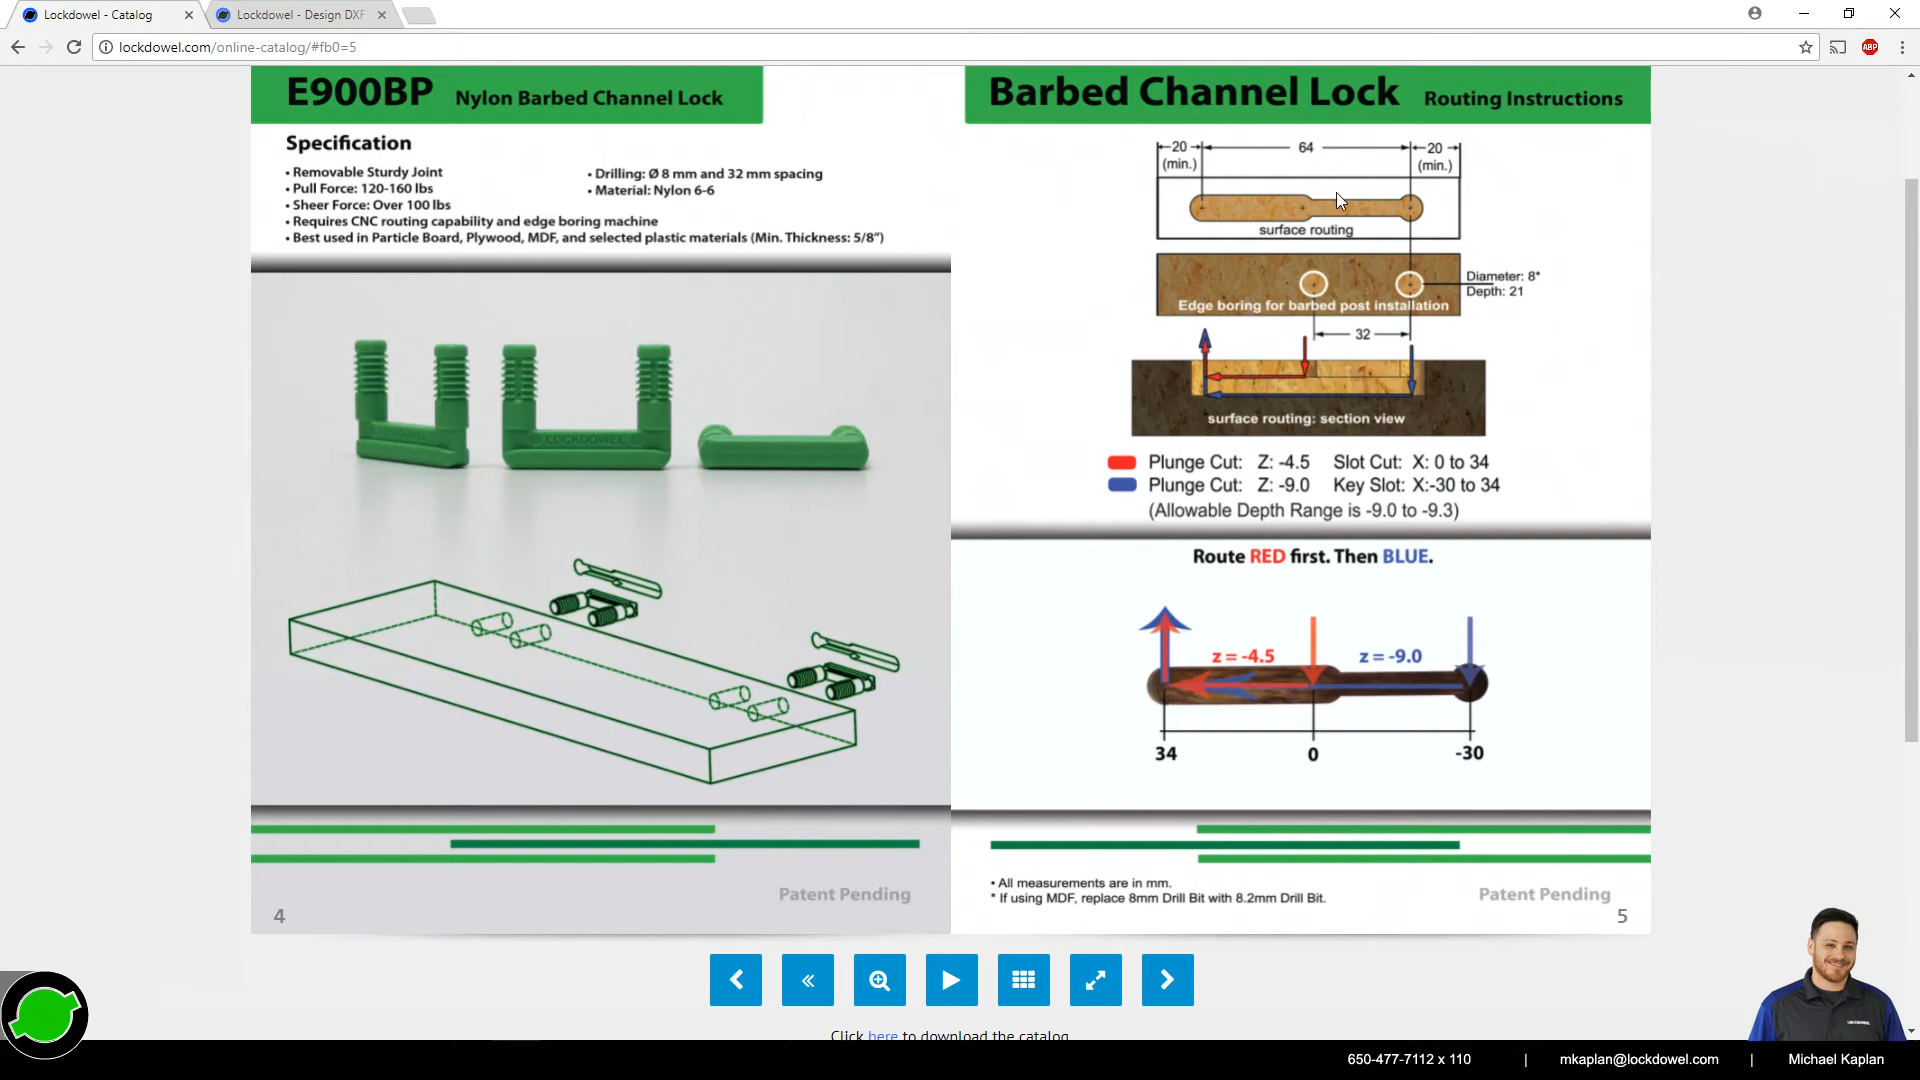 Lockdowel - Catalog
Lockdowel - Design DXF
lockdowel.com/online-catalog/#fb0=5
ABP
E900BP Nylon Barbed Channel Lock
Specification
• Removable Sturdy Joint
• Pull Force: 120-160 lbs
• Sheer Force: Over 100 lbs
• Requires CNC routing capability and edge boring machine
• Best used in Particle Board, Plywood, MDF, and selected plastic materials (Min. Thickness: 5/8”)
• Drilling: Ø 8 mm and 32 mm spacing
• Material: Nylon 6-6
LOCKDOWEL
Patent Pending
4
Barbed Channel Lock Routing Instructions
20 64 20
(min.) (min.)
surface routing
Diameter: 8*
Depth: 21
Edge boring for barbed post installation
32
surface routing: section view
Plunge Cut: Z: -4.5 Slot Cut: X: 0 to 34
Plunge Cut: Z: -9.0 Key Slot: X:-30 to 34
(Allowable Depth Range is -9.0 to -9.3)
Route RED first. Then BLUE.
z = -4.5 z = -9.0
34 0 -30
• All measurements are in mm.
* If using MDF, replace 8mm Drill Bit with 8.2mm Drill Bit.
Patent Pending
5
Click here to download the catalog
650-477-7112 x 110 | mkaplan@lockdowel.com | Michael Kaplan